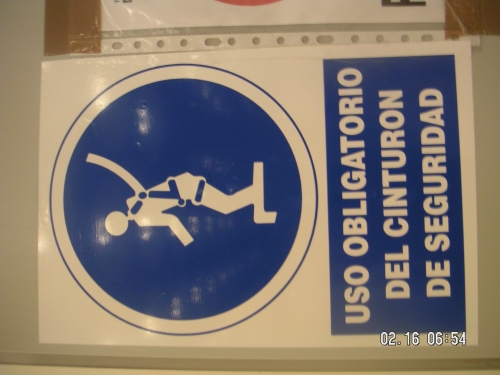 USO OBLIGATORIO
DEL CINTURON
DE SEGURIDAD
02.16 06:54